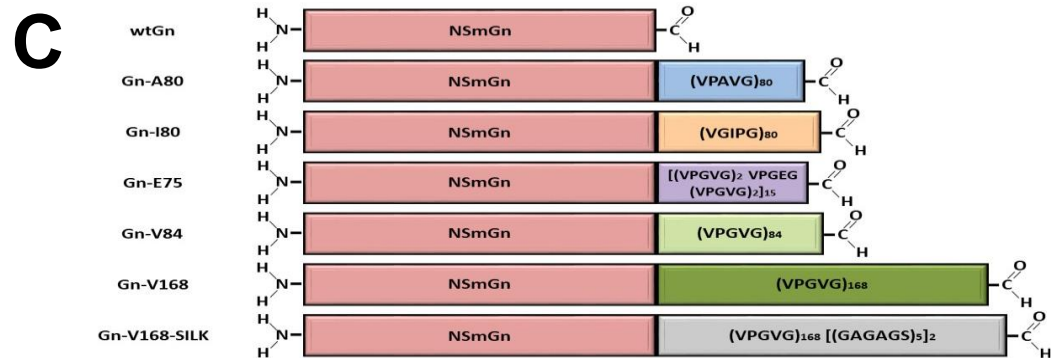 C
wtGn H H N NSmGn C O H
Gn-A80 H H N NSmGn (VPAVG)80 C O H
Gn-I80 H H N NSmGn (VGIPG)80 C O H
Gn-E75 H H N NSmGn [(VPGVG)2 VPGEG
(VPGVG)2]15 C O H
Gn-V84 H H N NSmGn (VPGVG)84 C O H
Gn-V168 H H N NSmGn (VPGVG)168 C O H
Gn-V168-SILK H H N NSmGn (VPGVG)168 [(GAGAGS)5]2 C O H